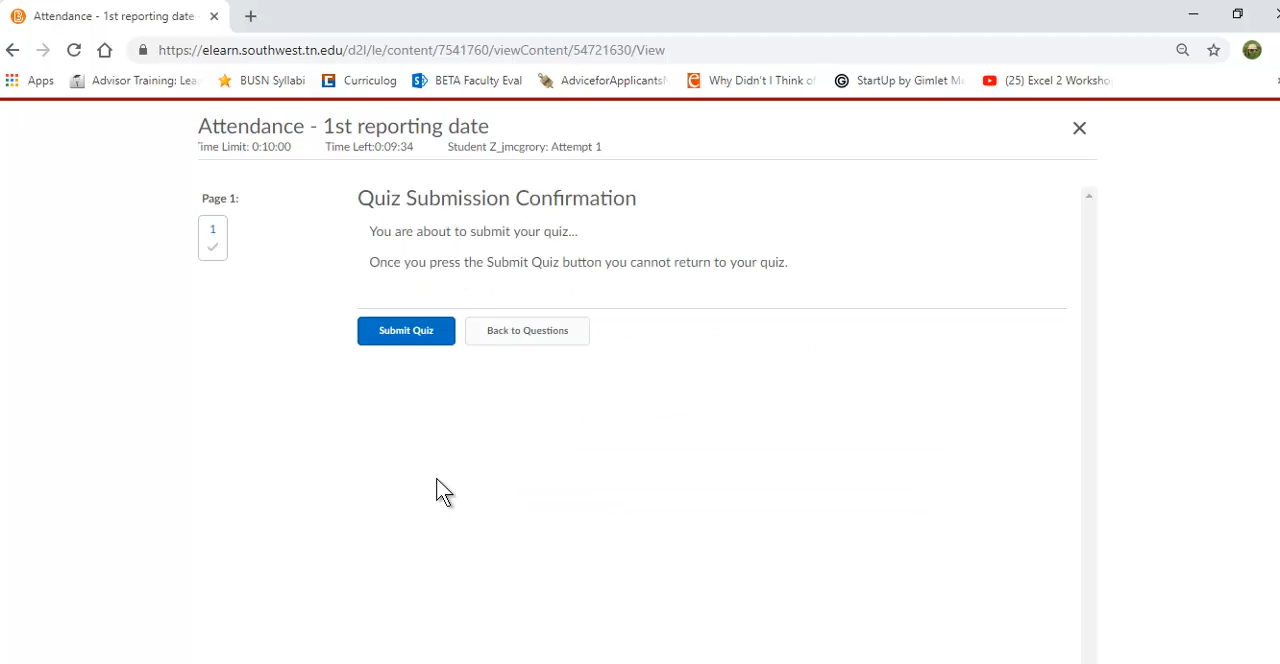 Attendance - 1st reporting date
https://elearn.southwest.tn.edu/d2l/le/content/7541760/viewContent/54721630/View
Apps Advisor Training: Lea BUSN Syllabi Curriculog BETA Faculty Eval AdviceforApplicants Why Didn't I Think of StartUp by Gimlet Me (25) Excel 2 Worksho
Attendance - 1st reporting date
Time Limit: 0:10:00 Time Left:0:09:34 Student Z_jmcgrory: Attempt 1
Page 1:
Quiz Submission Confirmation
1
You are about to submit your quiz...
Once you press the Submit Quiz button you cannot return to your quiz.
Submit Quiz Back to Questions